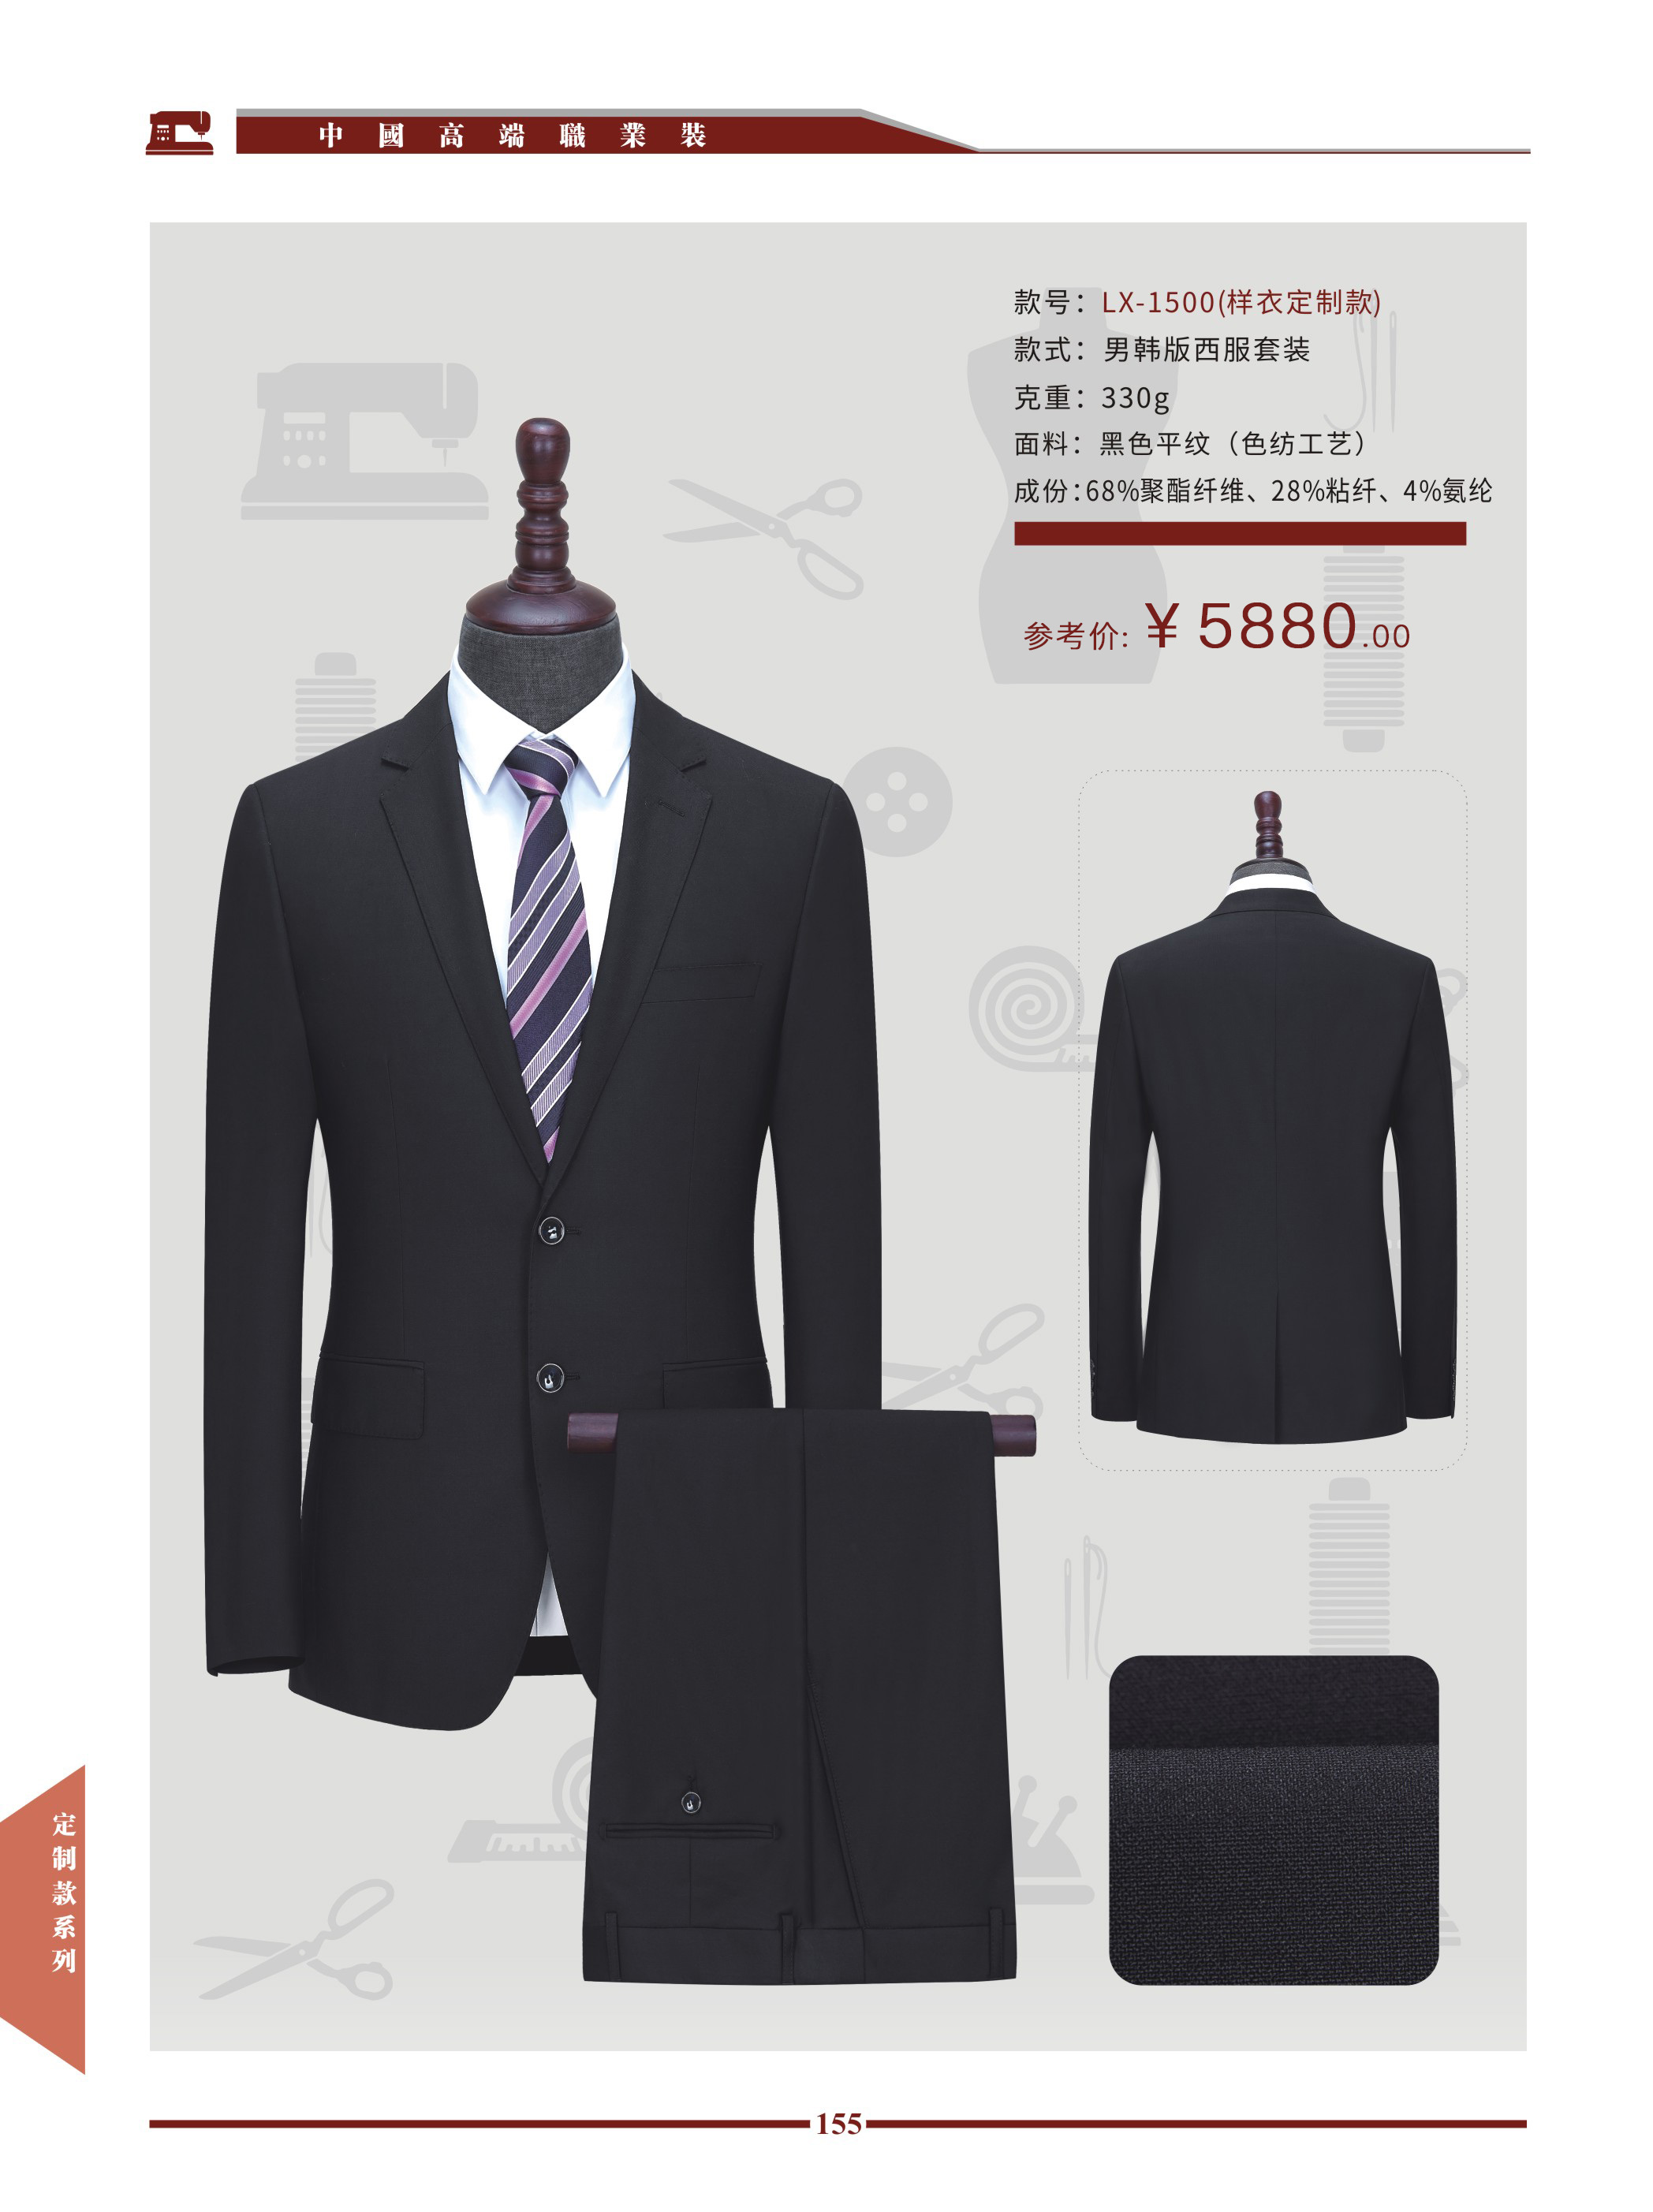 中國高端職業裝
款号：LX-1500(样衣定制款)
款式：男韩版西服套装
克重：330g
面料：黑色平纹（色纺工艺）
成份：68%聚酯纤维、28%粘纤、4%氨纶
参考价：￥5880.00
定制款系列
155